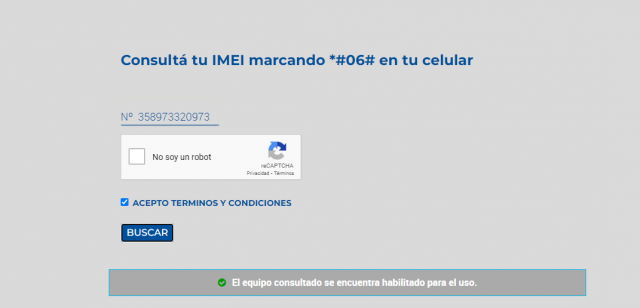 Consultá tu IMEI marcando *#06# en tu celular
Nº 358973320973
No soy un robot
reCAPTCHA
Privacidad - Términos
ACEPTO TERMINOS Y CONDICIONES
BUSCAR
El equipo consultado se encuentra habilitado para el uso.